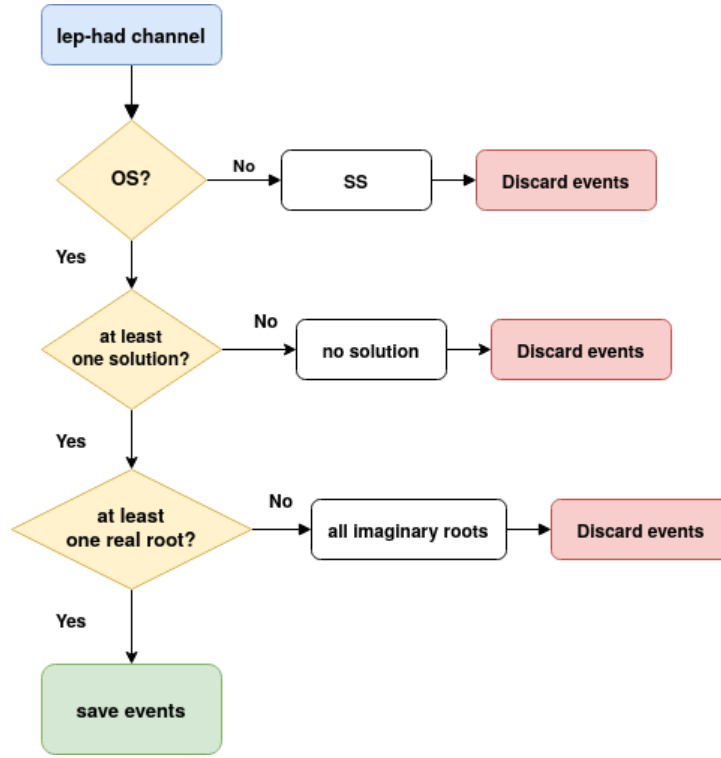 lep-had channel
OS?
No
SS
Discard events
Yes
at least
one solution?
No
no solution
Discard events
Yes
at least
one real root?
No
all imaginary roots
Discard events
Yes
save events